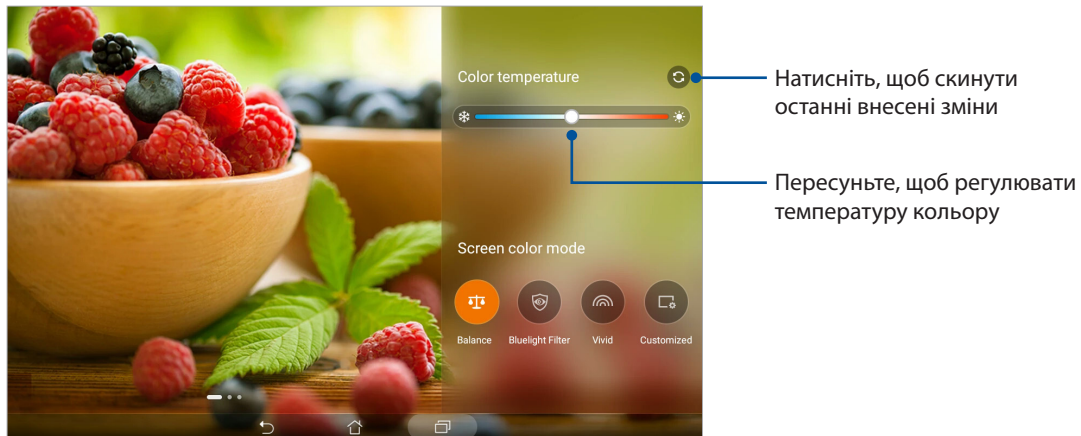 Color temperature
Натисніть, щоб скинути
останні внесені зміни
Пересуньте, щоб регулювати
температуру кольору
Screen color mode
Balance Bluelight Filter Vivid Customized